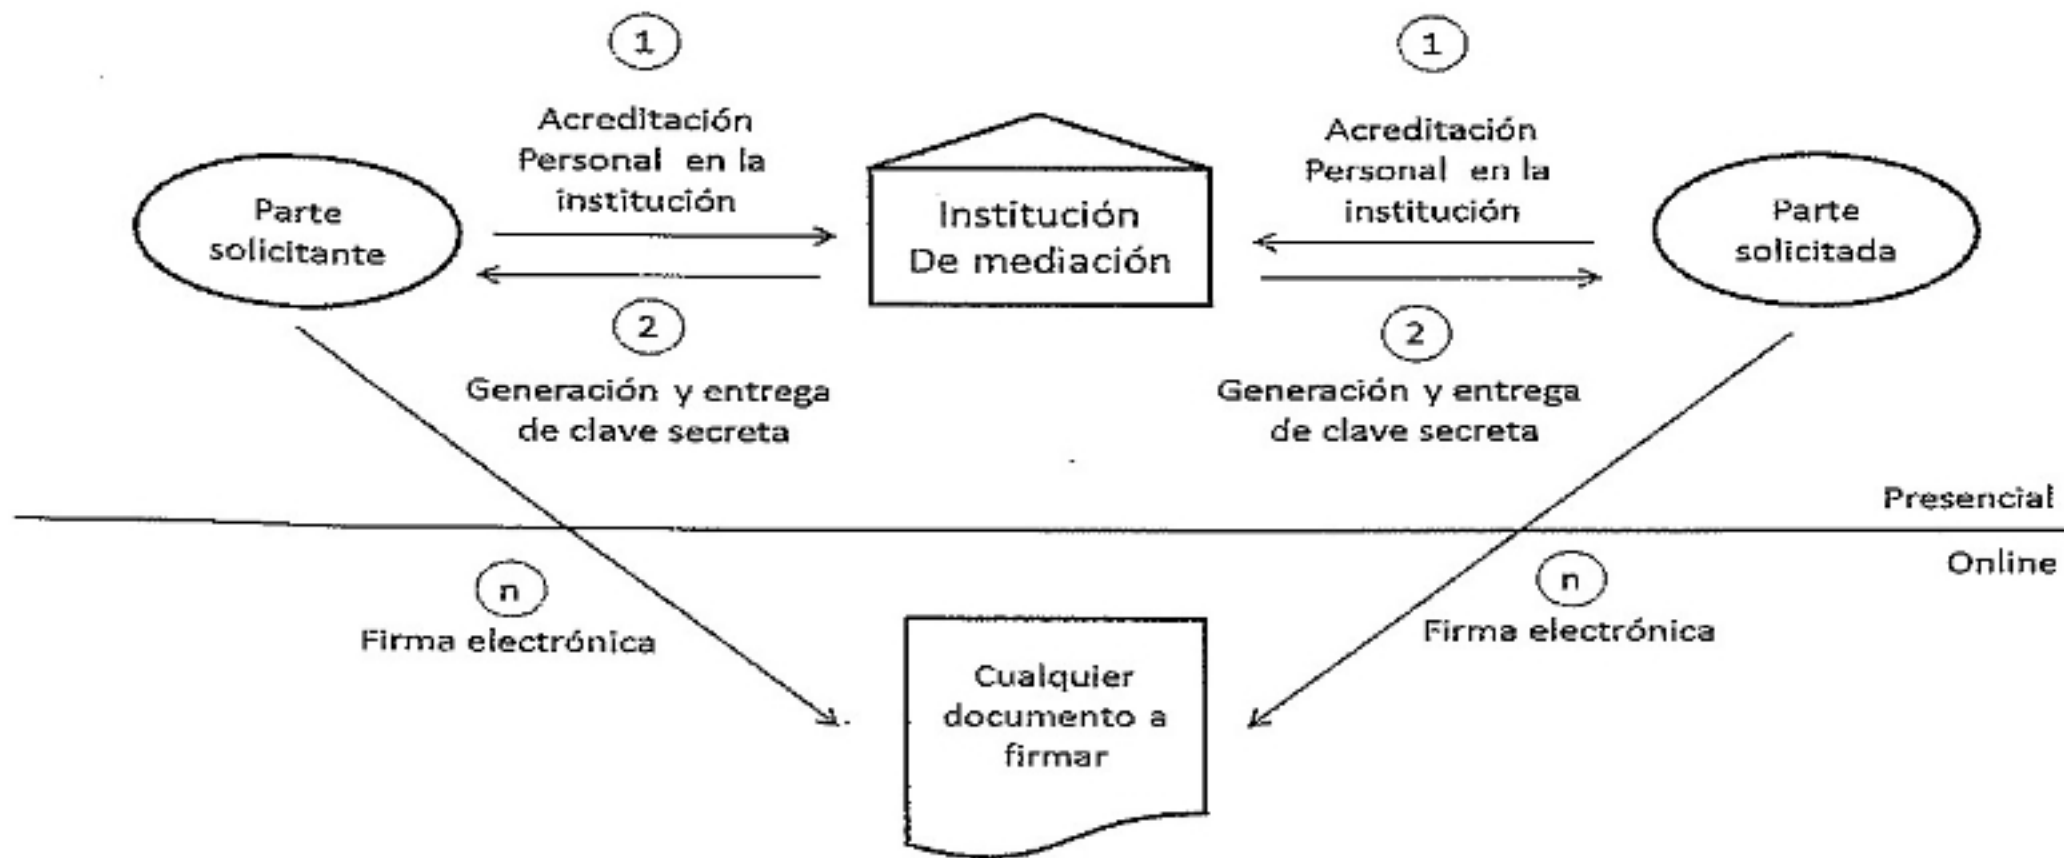 1
1
Acreditación
Personal en la
institución
Acreditación
Personal en la
institución
Parte
solicitante
Institución
De mediación
Parte
solicitada
2
2
Generación y entrega
de clave secreta
Generación y entrega
de clave secreta
Presencial
Online
n
Firma electrónica
n
Firma electrónica
Cualquier
documento a
firmar